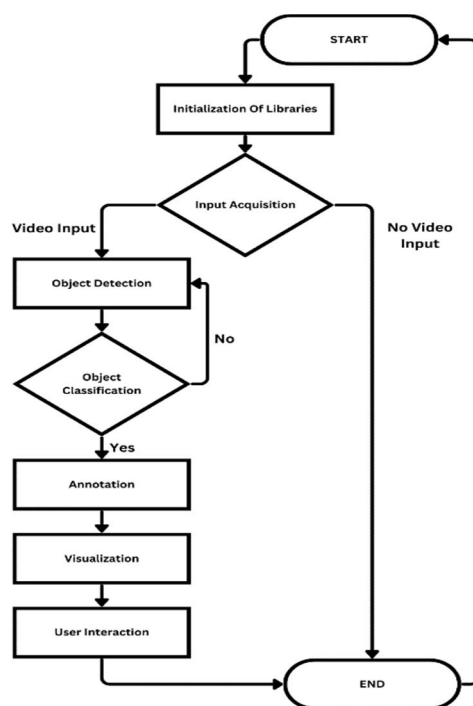 START
Initialization Of Libraries
Input Acquisition
Video Input
No Video
Input
Object Detection
No
Object
Classification
Yes
Annotation
Visualization
User Interaction
END